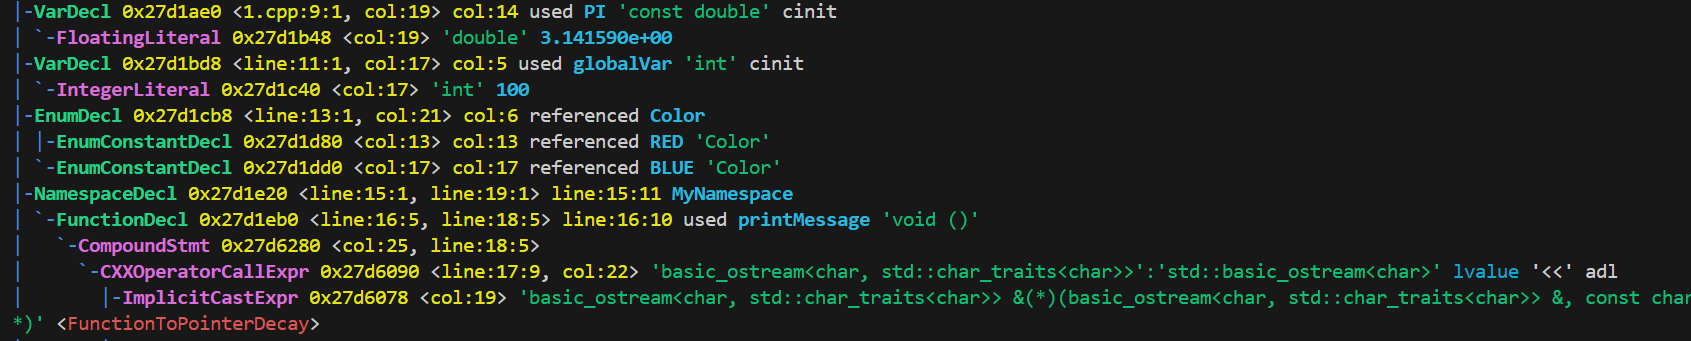 |-VarDecl 0x27d1ae0 <1.cpp:9:1, col:19> col:14 used PI 'const double' cinit
| `-FloatingLiteral 0x27d1b48 <col:19> 'double' 3.141590e+00
|-VarDecl 0x27d1bd8 <line:11:1, col:17> col:5 used globalVar 'int' cinit
| `-IntegerLiteral 0x27d1c40 <col:17> 'int' 100
|-EnumDecl 0x27d1cb8 <line:13:1, col:21> col:6 referenced Color
| |-EnumConstantDecl 0x27d1d80 <col:13> col:13 referenced RED 'Color'
| `-EnumConstantDecl 0x27d1dd0 <col:17> col:17 referenced BLUE 'Color'
|-NamespaceDecl 0x27d1e20 <line:15:1, line:19:1> line:15:11 MyNamespace
| `-FunctionDecl 0x27d1eb0 <line:16:5, line:18:5> line:16:10 used printMessage 'void ()'
|   `-CompoundStmt 0x27d6280 <col:25, line:18:5>
|     `-CXXOperatorCallExpr 0x27d6090 <line:17:9, col:22> 'basic_ostream<char, std::char_traits<char>>':'std::basic_ostream<char>' lvalue '<<' adl
|       |-ImplicitCastExpr 0x27d6078 <col:19> 'basic_ostream<char, std::char_traits<char>> &(*)(basic_ostream<char, std::char_traits<char>> &, const char
*)' <FunctionToPointerDecay>